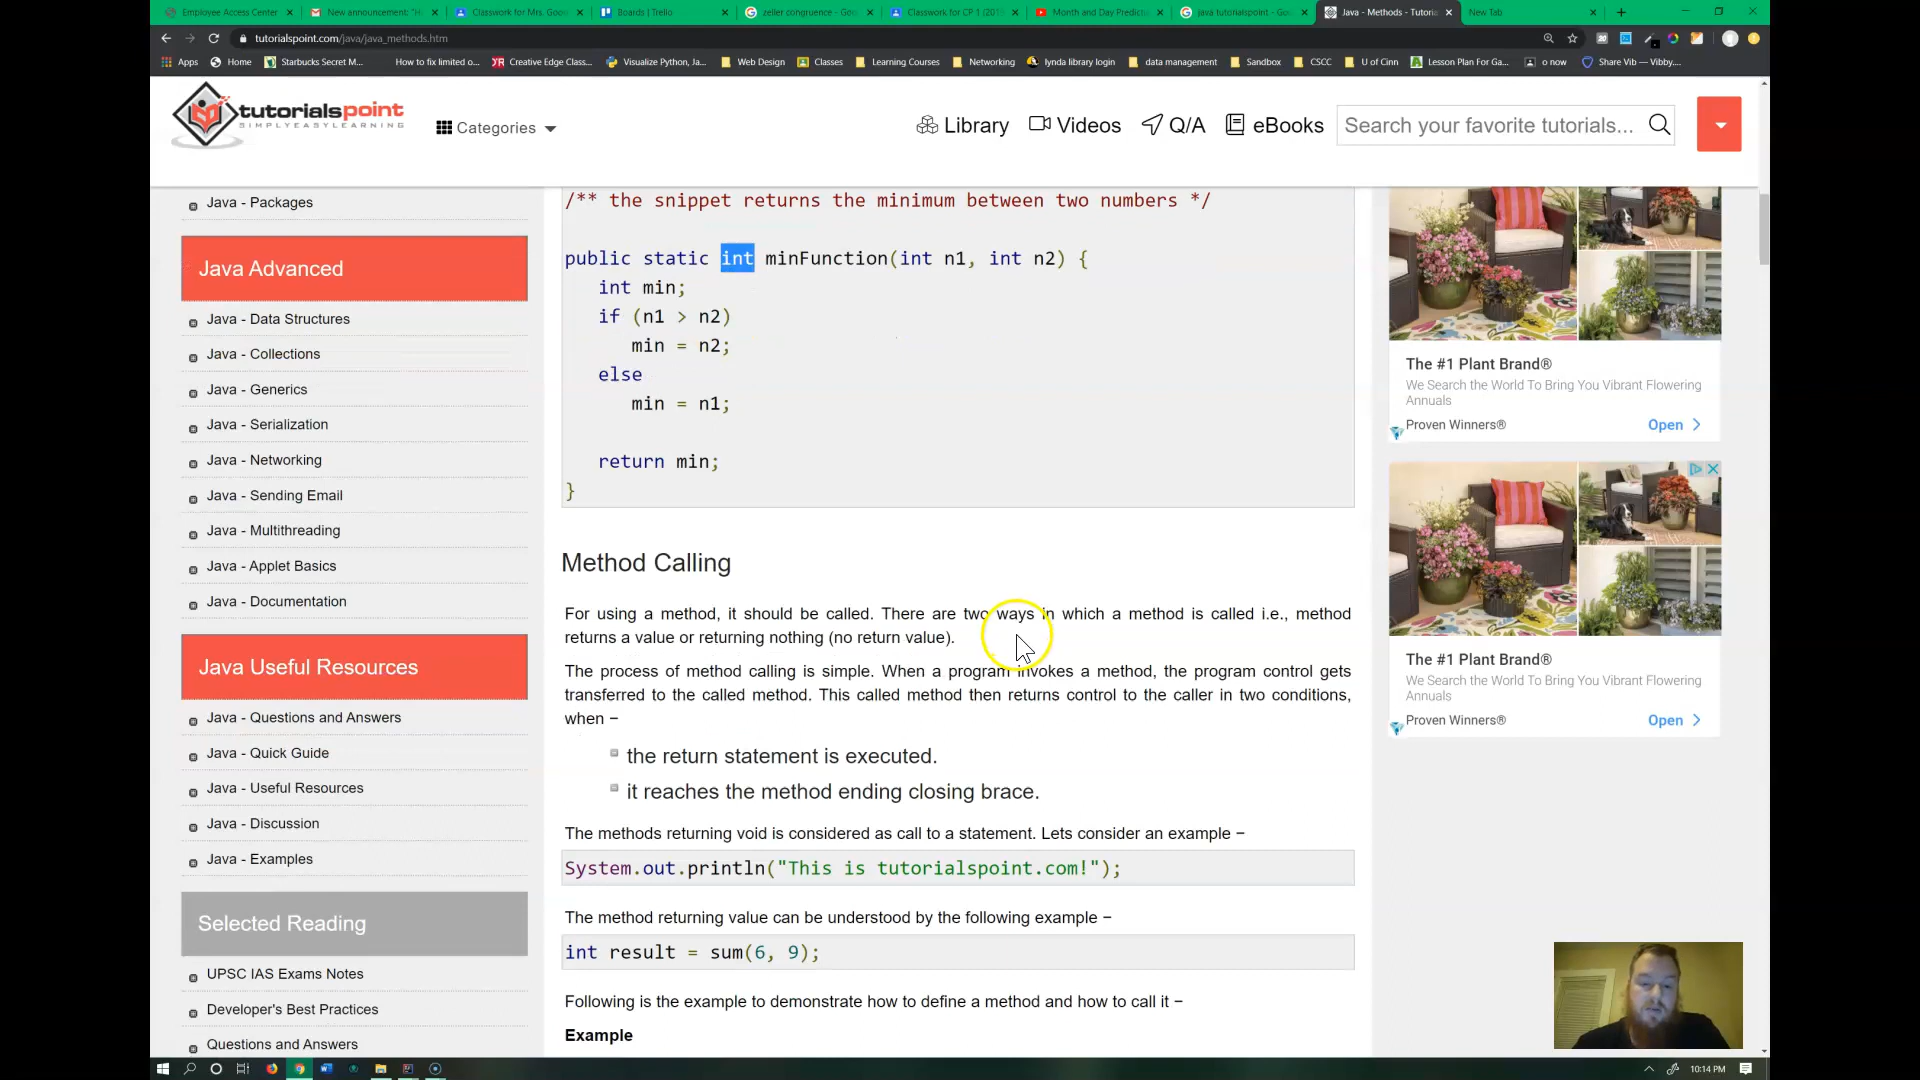 Employee Access Center
New announcement: "H
Classwork for Mrs. Goo
Boards | Trello
zeller congruence - Goo
Classwork for CP 1 (201
Month and Day Predicto
java tutorialspoint - Goo
Java - Methods - Tutoria
New Tab
tutorialspoint.com/java/java_methods.htm
Apps
Home
Starbucks Secret M...
How to fix limited o...
Creative Edge Class...
Visualize Python, Ja...
Web Design
Classes
Learning Courses
Networking
lynda library login
data management
Sandbox
CSCC
U of Cinn
Lesson Plan For Ga...
o now
Share Vib — Vibby....
tutorialspoint
SIMPLYEASYLEARNING
Categories
Library
Videos
Q/A
eBooks
Search your favorite tutorials...
Java - Packages
Java Advanced
Java - Data Structures
Java - Collections
Java - Generics
Java - Serialization
Java - Networking
Java - Sending Email
Java - Multithreading
Java - Applet Basics
Java - Documentation
Java Useful Resources
Java - Questions and Answers
Java - Quick Guide
Java - Useful Resources
Java - Discussion
Java - Examples
Selected Reading
UPSC IAS Exams Notes
Developer's Best Practices
Questions and Answers
/** the snippet returns the minimum between two numbers */
public static int minFunction(int n1, int n2) {
int min;
if (n1 > n2)
min = n2;
else
min = n1;
return min;
}
Method Calling
For using a method, it should be called. There are two ways in which a method is called i.e., method
returns a value or returning nothing (no return value).
The process of method calling is simple. When a program invokes a method, the program control gets
transferred to the called method. This called method then returns control to the caller in two conditions,
when −
the return statement is executed.
it reaches the method ending closing brace.
The methods returning void is considered as call to a statement. Lets consider an example −
System.out.println("This is tutorialspoint.com!");
The method returning value can be understood by the following example −
int result = sum(6, 9);
Following is the example to demonstrate how to define a method and how to call it −
Example
The #1 Plant Brand®
We Search the World To Bring You Vibrant Flowering
Annuals
Proven Winners®
Open
The #1 Plant Brand®
We Search the World To Bring You Vibrant Flowering
Annuals
Proven Winners®
Open
10:14 PM